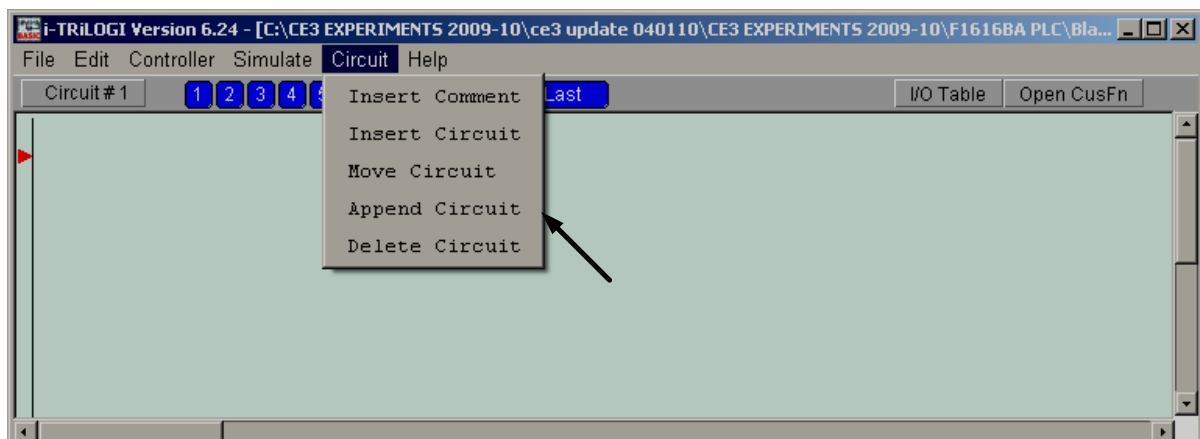 i-TRiLOGI Version 6.24 - [C:\CE3 EXPERIMENTS 2009-10\ce3 update 040110\CE3 EXPERIMENTS 2009-10\F1616BA PLC\Bla...
File Edit Controller Simulate Circuit Help
Circuit # 1 1 2 3 4 Last I/O Table Open CusFn
Insert Comment
Insert Circuit
Move Circuit
Append Circuit
Delete Circuit